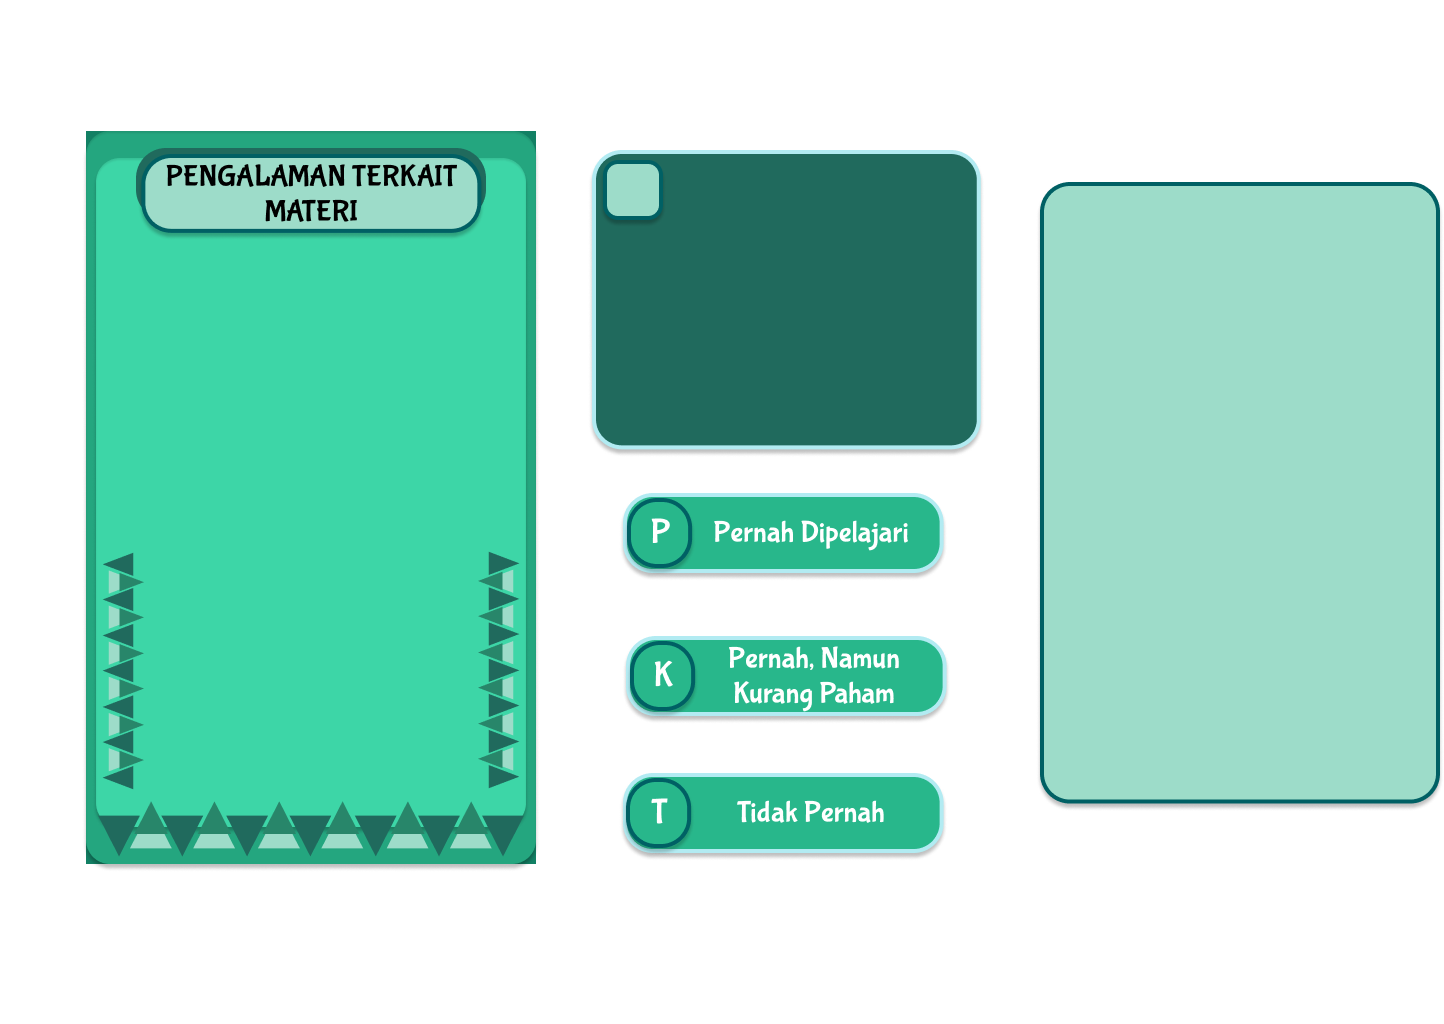 PENGALAMAN TERKAIT
MATERI
P
Pernah Dipelajari
K
Pernah, Namun
Kurang Paham
T
Tidak Pernah